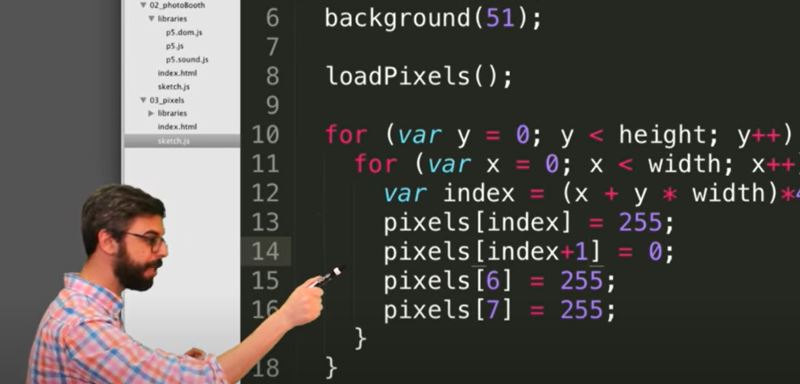 02_photoBooth
libraries
p5.dom.js
p5.js
p5.sound.js
index.html
sketch.js
03_pixels
libraries
index.html
sketch.js
6 background(51);
7
8 loadPixels();
9
10 for (var y = 0; y < height; y++)
11 for (var x = 0; x < width; x++
12 var index = (x + y * width)*4
13 pixels[index] = 255;
14 pixels[index+1] = 0;
15 pixels[6] = 255;
16 pixels[7] = 255;
}
18 }